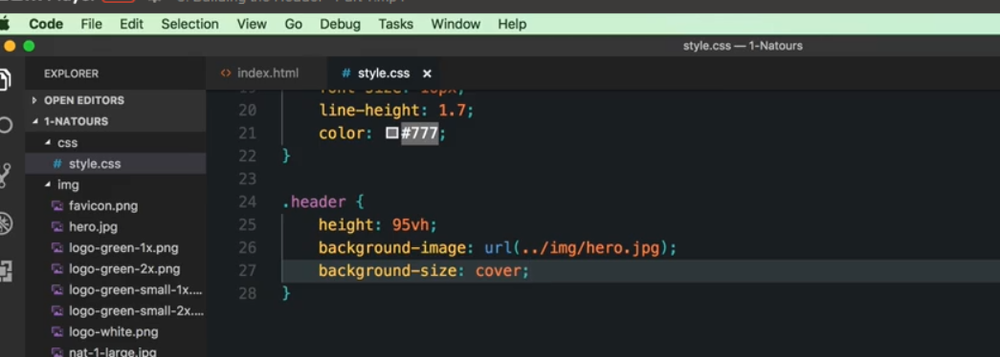 Code File Edit Selection View Go Debug Tasks Window Help
style.css — 1-Natours
EXPLORER
index.html
# style.css ×
OPEN EDITORS
1-NATOURS
css
# style.css
img
favicon.png
hero.jpg
logo-green-1x.png
logo-green-2x.png
logo-green-small-1x....
logo-green-small-2x....
logo-white.png
nat-1-large.jpg
19 font-size: 16px;
20 line-height: 1.7;
21 color: #777;
22 }
23
24 .header {
25 height: 95vh;
26 background-image: url(../img/hero.jpg);
27 background-size: cover;
28 }